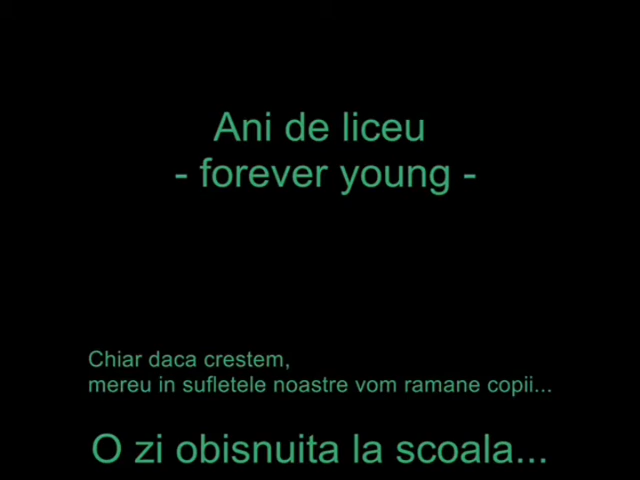 Ani de liceu
- forever young -
Chiar daca crestem,
mereu in sufletele noastre vom ramane copii...
O zi obisnuita la scoala...